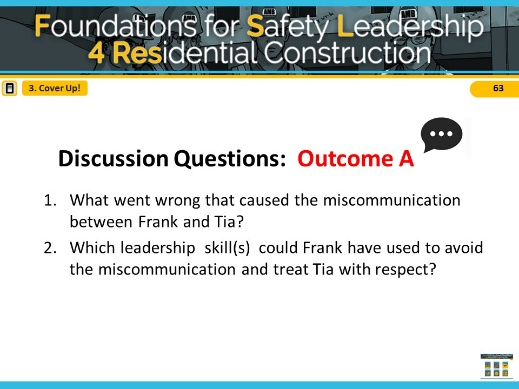 Foundations for Safety Leadership
4 Residential Construction
3. Cover Up!
63
Discussion Questions: Outcome A
1. What went wrong that caused the miscommunication
between Frank and Tia?
2. Which leadership skill(s) could Frank have used to avoid
the miscommunication and treat Tia with respect?